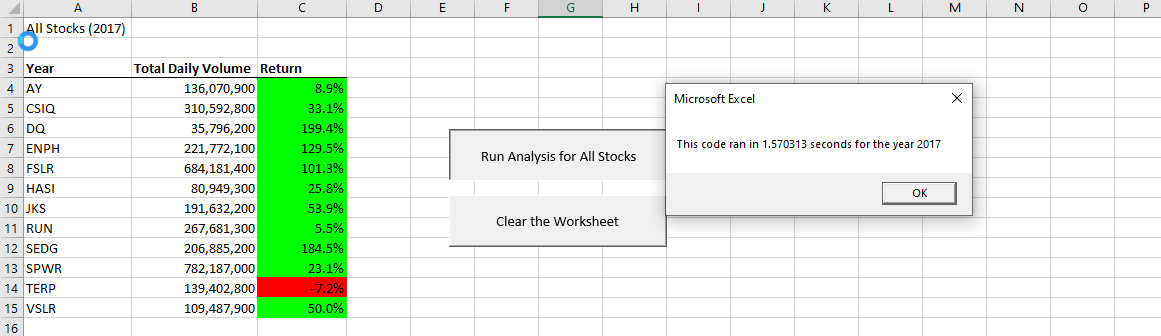 A B C D E F G H I J K L M N O P
1 All Stocks (2017)
2
3 Year Total Daily Volume Return
4 AY 136,070,900 8.9%
5 CSIQ 310,592,800 33.1%
6 DQ 35,796,200 199.4%
7 ENPH 221,772,100 129.5%
8 FSLR 684,181,400 101.3%
9 HASI 80,949,300 25.8%
10 JKS 191,632,200 53.9%
11 RUN 267,681,300 5.5%
12 SEDG 206,885,200 184.5%
13 SPWR 782,187,000 23.1%
14 TERP 139,402,800 -7.2%
15 VSLR 109,487,900 50.0%
16
Run Analysis for All Stocks
Clear the Worksheet
Microsoft Excel
This code ran in 1.570313 seconds for the year 2017
OK